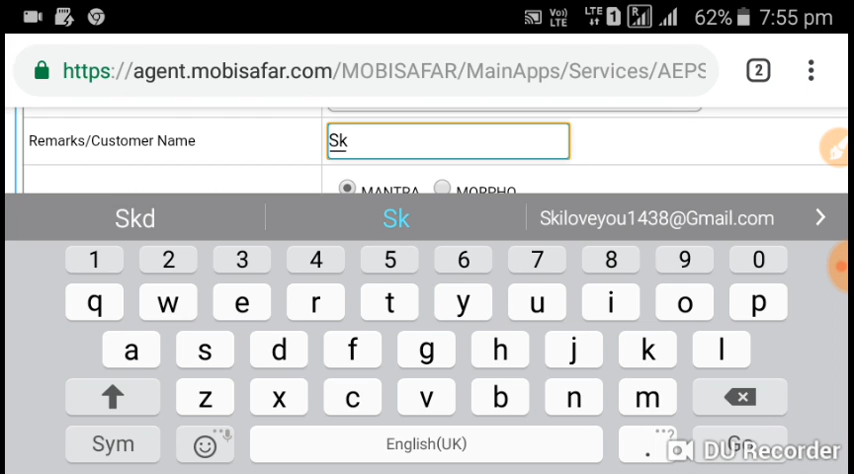 Vo)) LTE LTE 1 R 62% 7:55 pm
https://agent.mobisafar.com/MOBISAFAR/MainApps/Services/AEPS 2
Remarks/Customer Name Sk
MANTRA MORPHO
Skd Sk Skiloveyou1438@Gmail.com
1 2 3 4 5 6 7 8 9 0
q w e r t y u i o p
a s d f g h j k l
z x c v b n m
Sym English(UK) . ? Go
DU Recorder